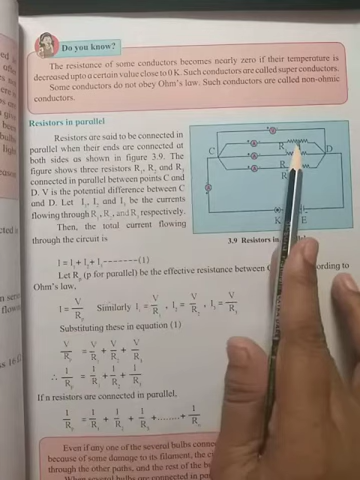 Do you know?
The resistance of some conductors becomes nearly zero if their temperature is
decreased upto a certain value close to 0 K. Such conductors are called super conductors.
Some conductors do not obey Ohm's law. Such conductors are called non-ohmic
conductors.
Resistors in parallel
Resistors are said to be connected in
parallel when their ends are connected at
both sides as shown in figure 3.9. The
figure shows three resistors R₁, R₂ and R₃
connected in parallel between points C and
D. V is the potential difference between C
and D. Let I₁, I₂ and I₃ be the currents
flowing through R₁, R₂, and R₃ respectively.
Then, the total current flowing
through the circuit is
C
D
K
E
3.9 Resistors in
I = I₁ + I₂ + I₃ -------(1)
Let Rₚ (p for parallel) be the effective resistance between
to
Ohm's law,
I = V/Rₚ Similarly I₁ = V/R₁, I₂ = V/R₂, I₃ = V/R₃
Substituting these in equation (1)
V/Rₚ = V/R₁ + V/R₂ + V/R₃
∴ 1/Rₚ = 1/R₁ + 1/R₂ + 1/R₃
If n resistors are connected in parallel,
1/Rₚ = 1/R₁ + 1/R₂ + 1/R₃ + ........ + 1/Rₙ
Even if any one of the several bulbs
because of some damage to its filament, the
through the other paths, and the rest of the
When several bulbs are connected in